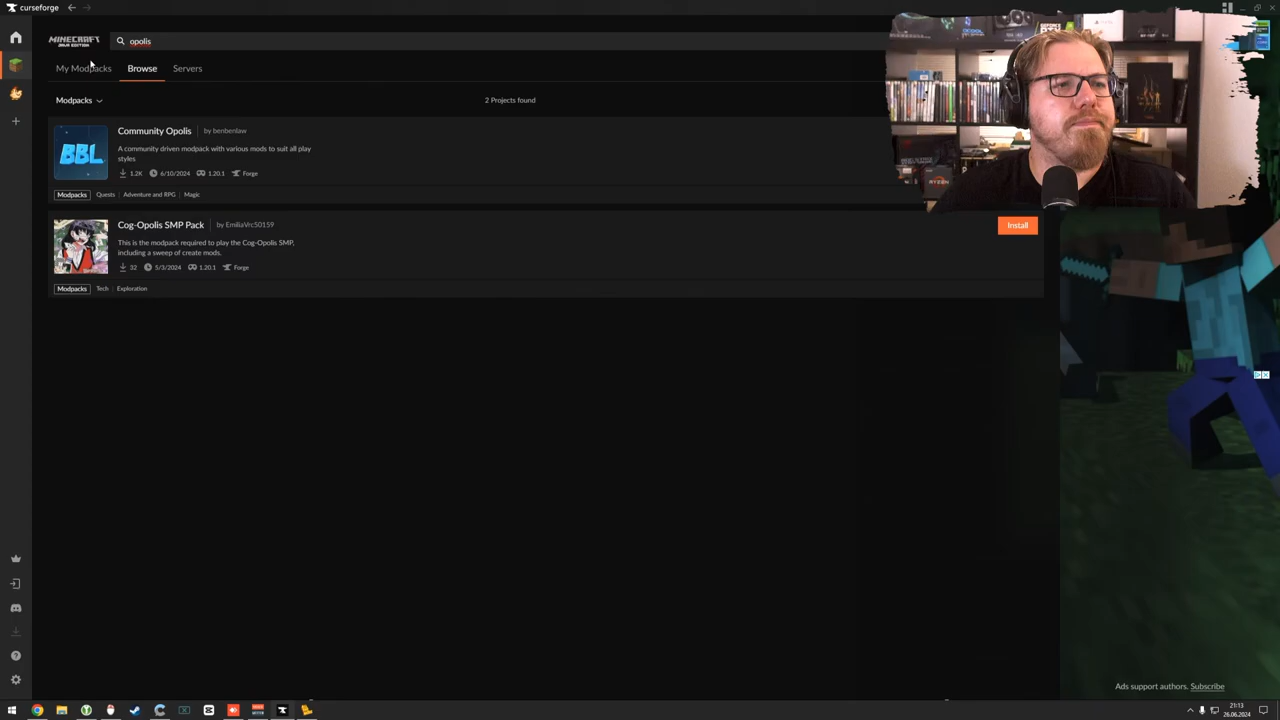 curseforge
MINECRAFT
JAVA EDITION
opolis
My Modpacks
Browse
Servers
Modpacks
2 Projects found
BBL
Community Opolis
by benbenlaw
A community driven modpack with various mods to suit all play
styles
1.2K
6/10/2024
1.20.1
Forge
Modpacks
Quests
Adventure and RPG
Magic
Cog-Opolis SMP Pack
by EmiliaVrc50159
This is the modpack required to play the Cog-Opolis SMP,
including a sweep of create mods.
32
5/3/2024
1.20.1
Forge
Install
Modpacks
Tech
Exploration
RYZEN
Ads support authors. Subscribe
21:13
26.06.2024